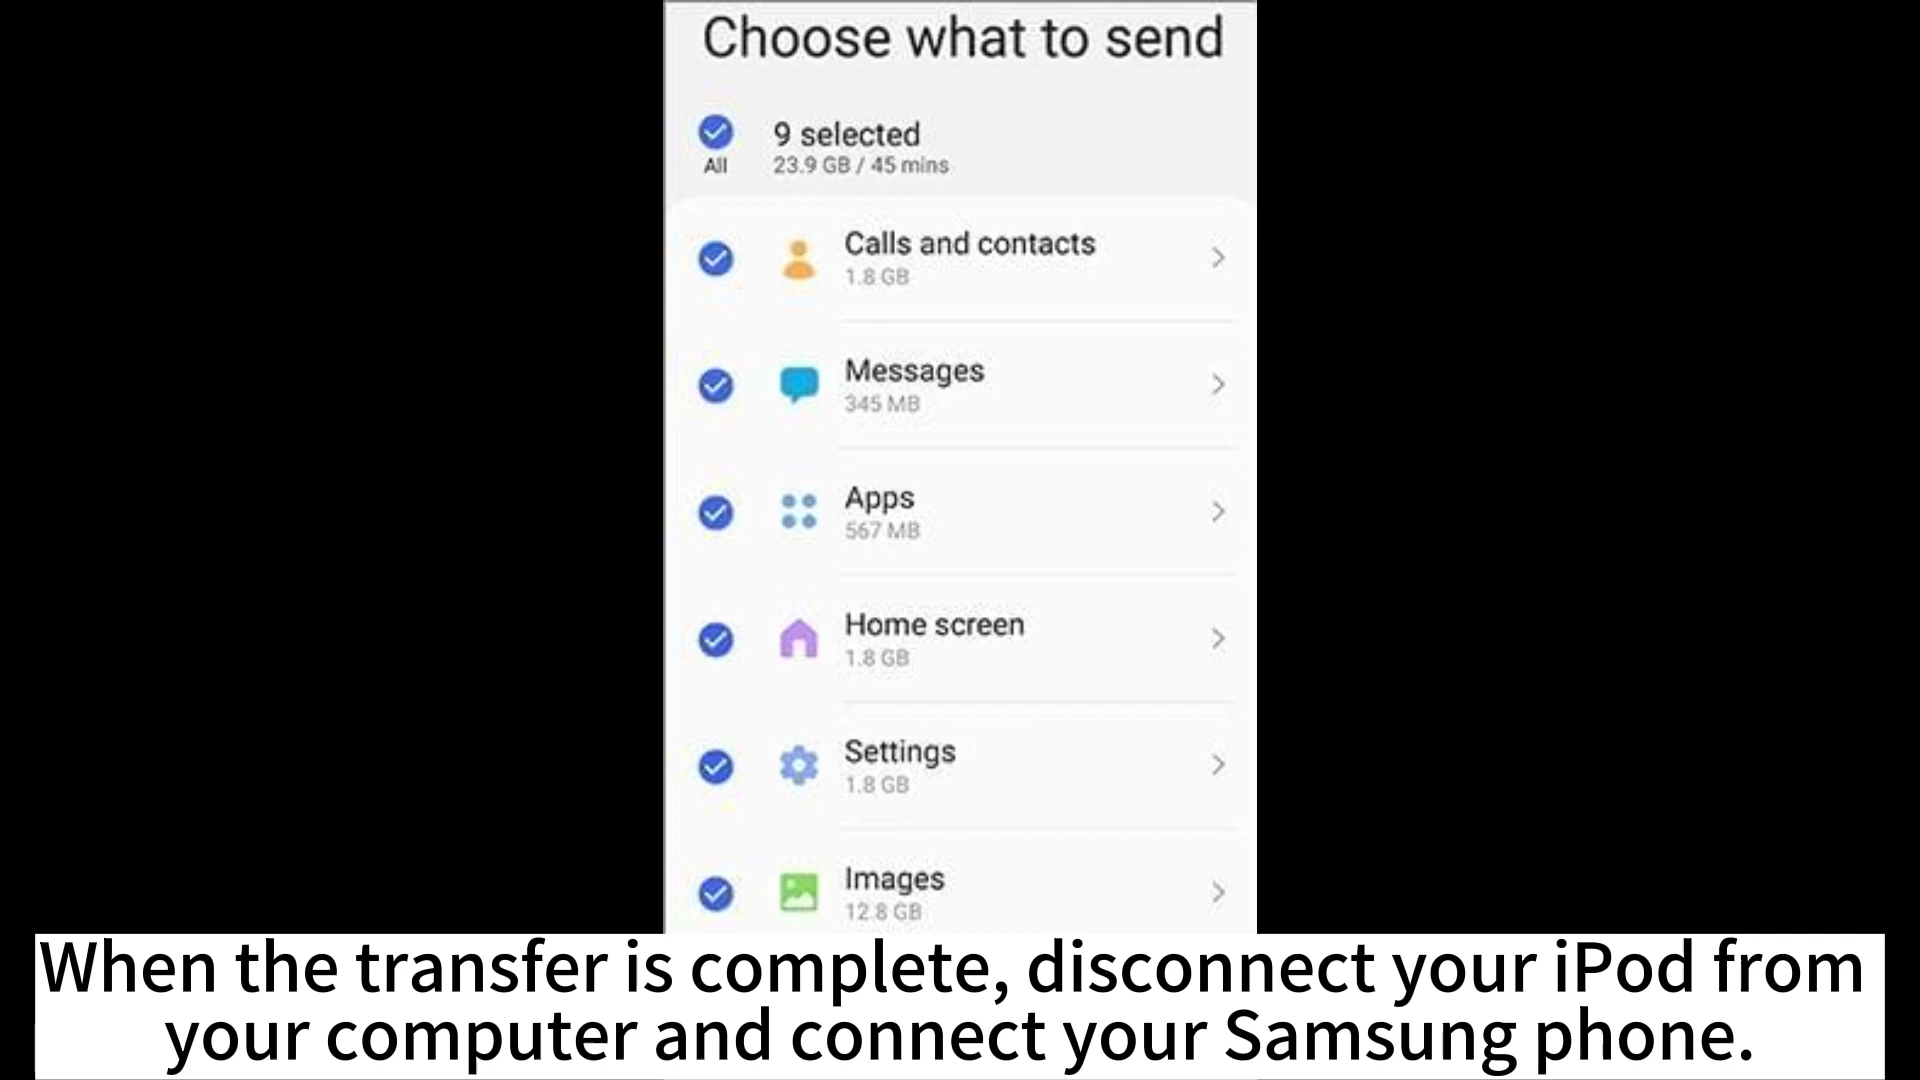 Choose what to send
9 selected
All
23.9 GB / 45 mins
Calls and contacts
1.8 GB
Messages
345 MB
Apps
567 MB
Home screen
1.8 GB
Settings
1.8 GB
Images
12.8 GB
When the transfer is complete, disconnect your iPod from
your computer and connect your Samsung phone.